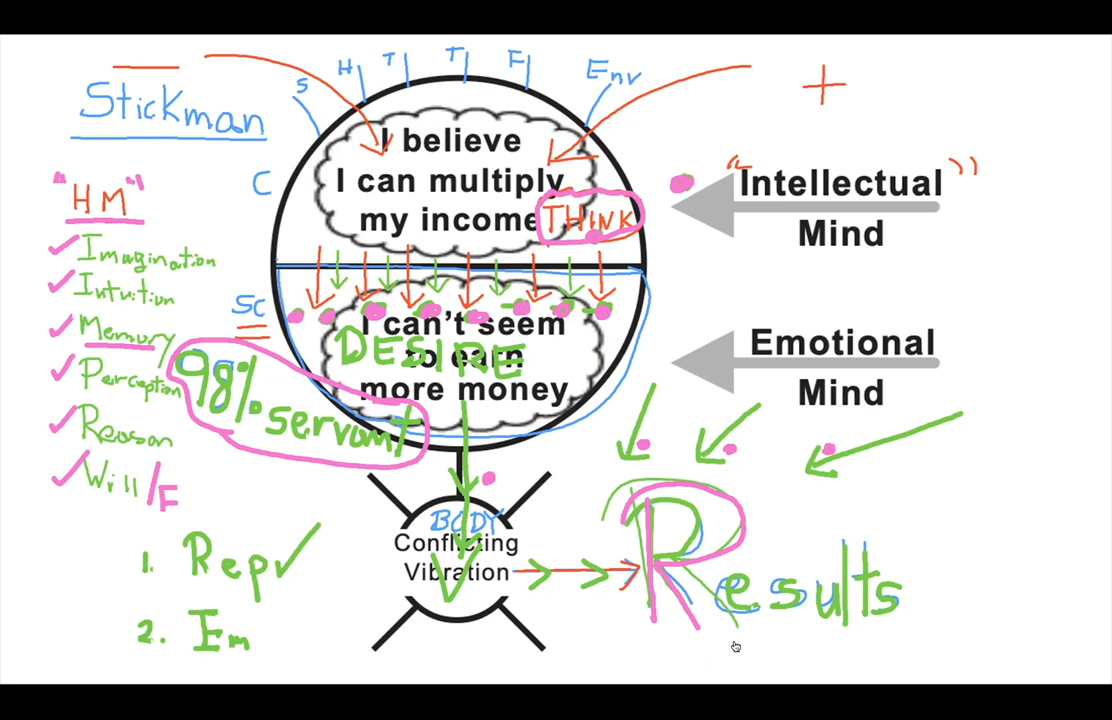 S H T T F Env
Stickman
+
I believe
I can multiply
my income THINK
C
"Intellectual"
Mind
"HM"
Imagination
Intuition
Memory
Perception
Reason
Will/F
SC
I can't seem
to earn
more money
DESIRE
98% servant
Emotional
Mind
BODY
Conflicting
Vibration
Results
1. Rep
2. Em